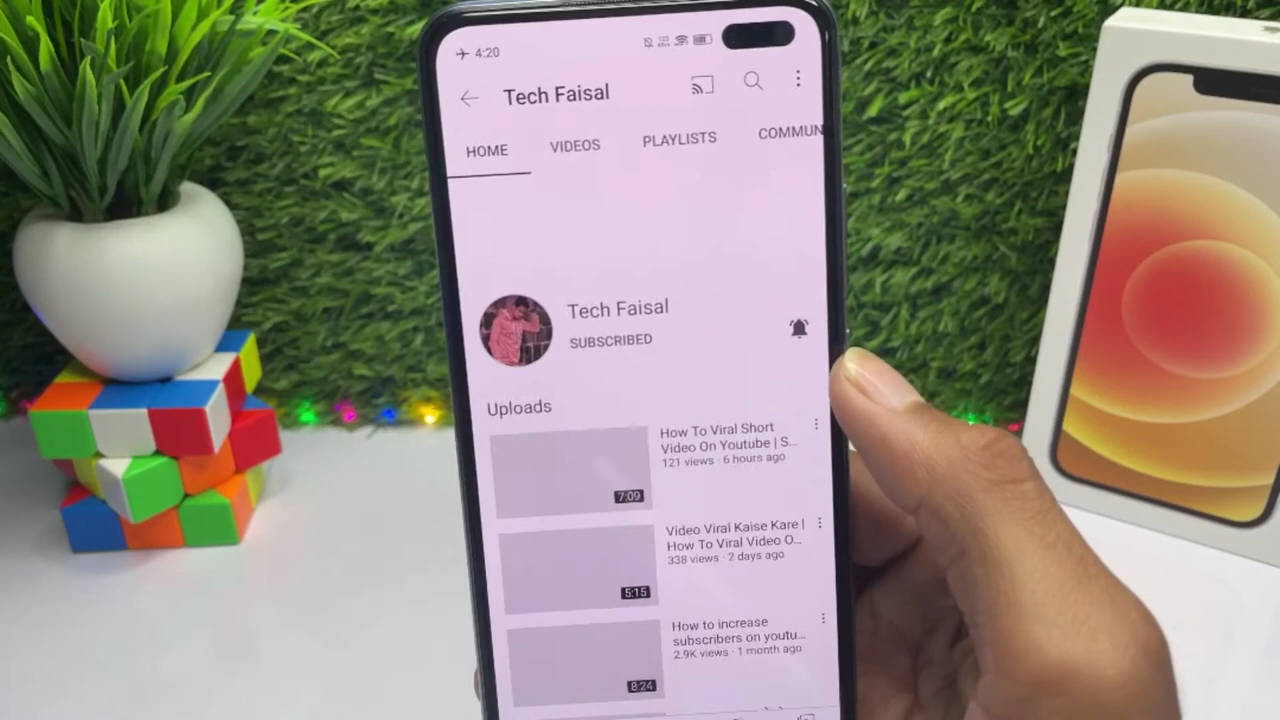 4:20
Tech Faisal
HOME VIDEOS PLAYLISTS COMMUN
Tech Faisal
SUBSCRIBED
Uploads
How To Viral Short
Video On Youtube | S...
121 views · 6 hours ago
7:09
Video Viral Kaise Kare |
How To Viral Video O...
338 views · 2 days ago
5:15
How to increase
subscribers on youtu...
2.9K views · 1 month ago
8:24